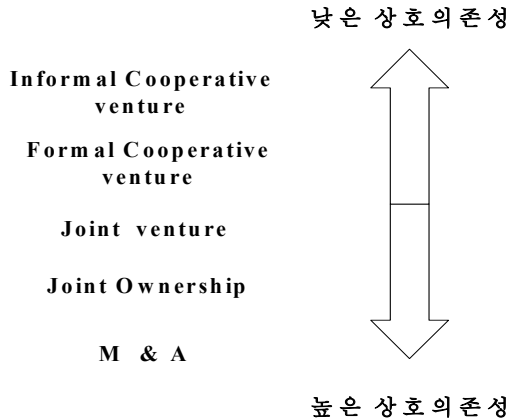 낮은 상호의존성
Informal Cooperative
venture
Formal Cooperative
venture
Joint venture
Joint Ownership
M & A
높은 상호의존성